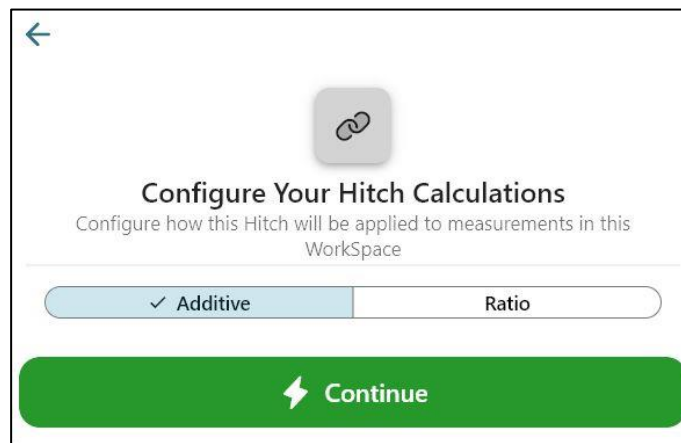 Configure Your Hitch Calculations
Configure how this Hitch will be applied to measurements in this
WorkSpace
Additive
Ratio
Continue